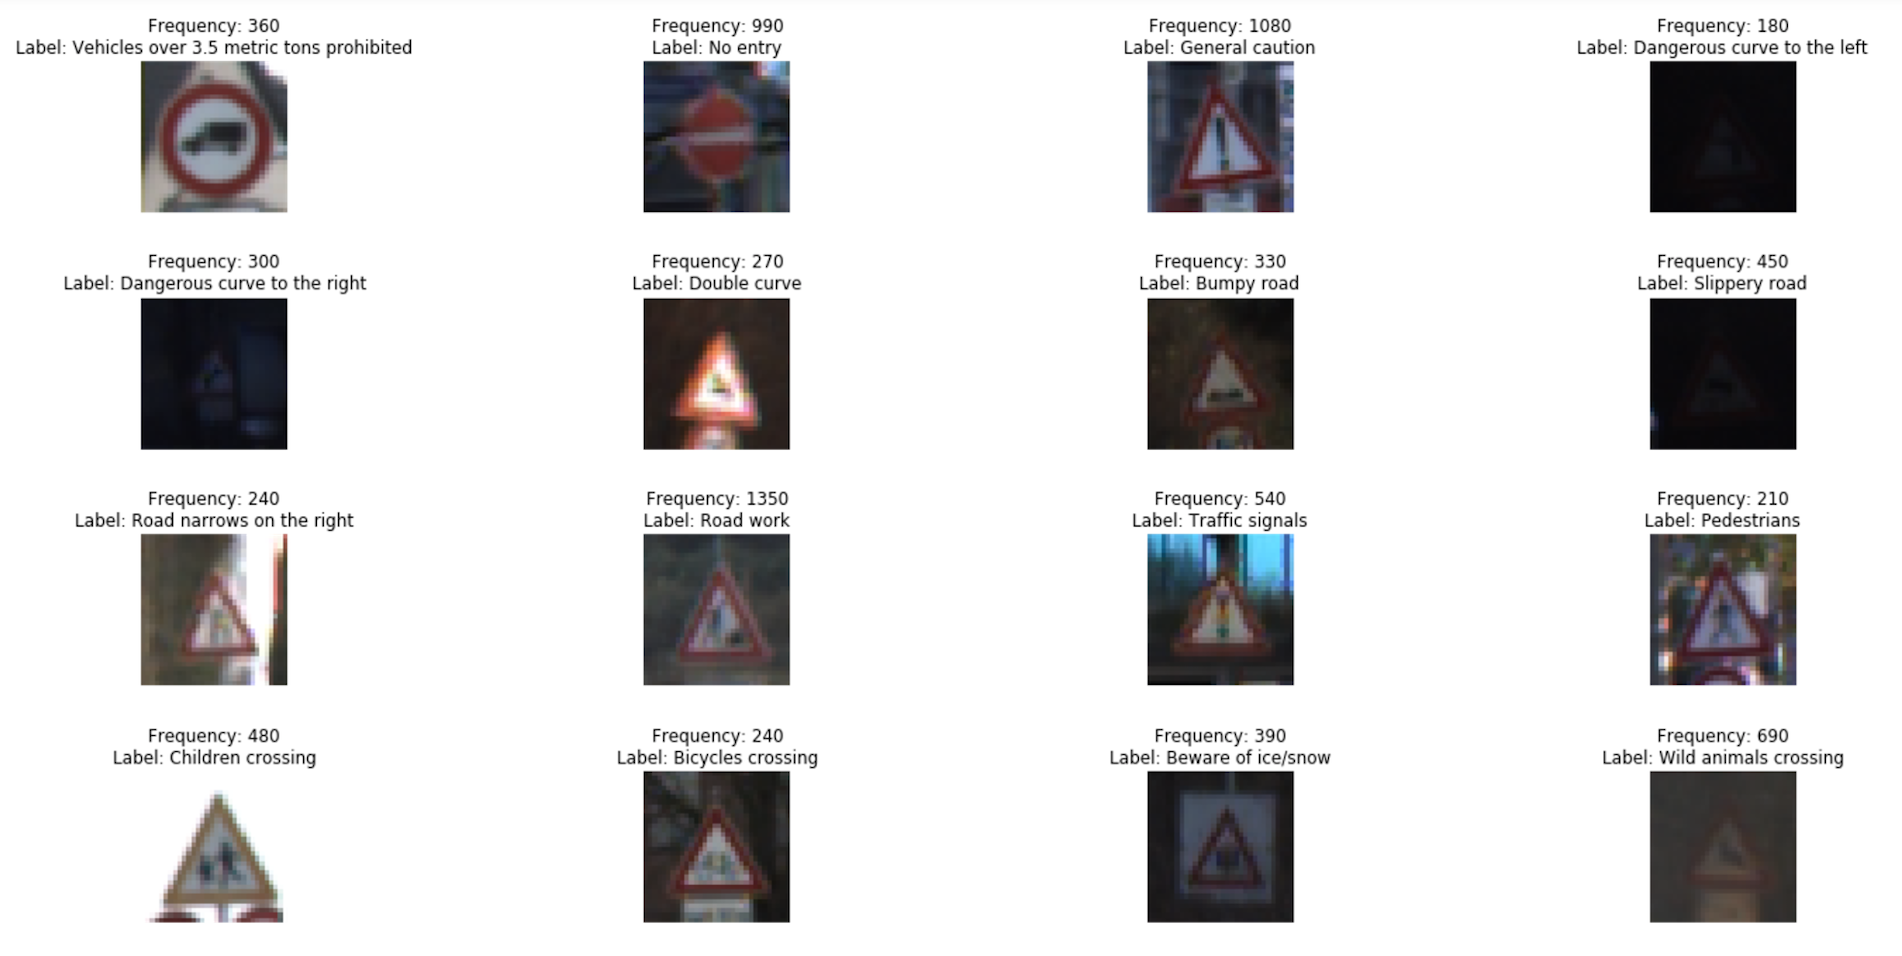 Frequency: 360
Label: Vehicles over 3.5 metric tons prohibited
Frequency: 990
Label: No entry
Frequency: 1080
Label: General caution
Frequency: 180
Label: Dangerous curve to the left
Frequency: 300
Label: Dangerous curve to the right
Frequency: 270
Label: Double curve
Frequency: 330
Label: Bumpy road
Frequency: 450
Label: Slippery road
Frequency: 240
Label: Road narrows on the right
Frequency: 1350
Label: Road work
Frequency: 540
Label: Traffic signals
Frequency: 210
Label: Pedestrians
Frequency: 480
Label: Children crossing
Frequency: 240
Label: Bicycles crossing
Frequency: 390
Label: Beware of ice/snow
Frequency: 690
Label: Wild animals crossing